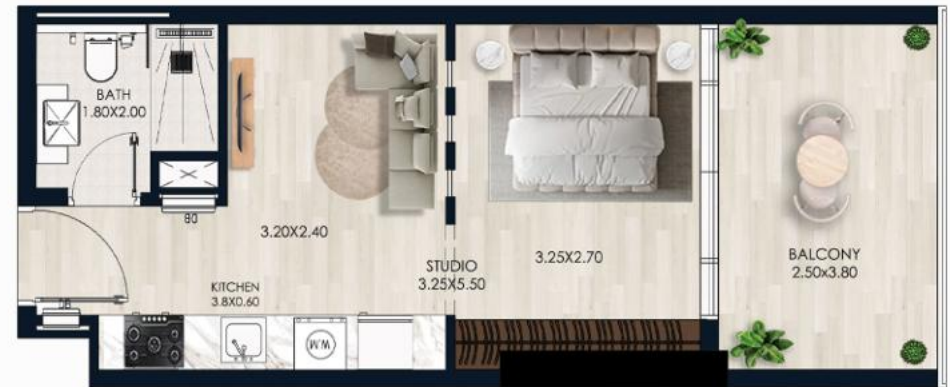 BATH
1.80X2.00
DB
3.20X2.40
KITCHEN
3.8X0.60
STUDIO
3.25X5.50
3.25X2.70
BALCONY
2.50x3.80
W.M